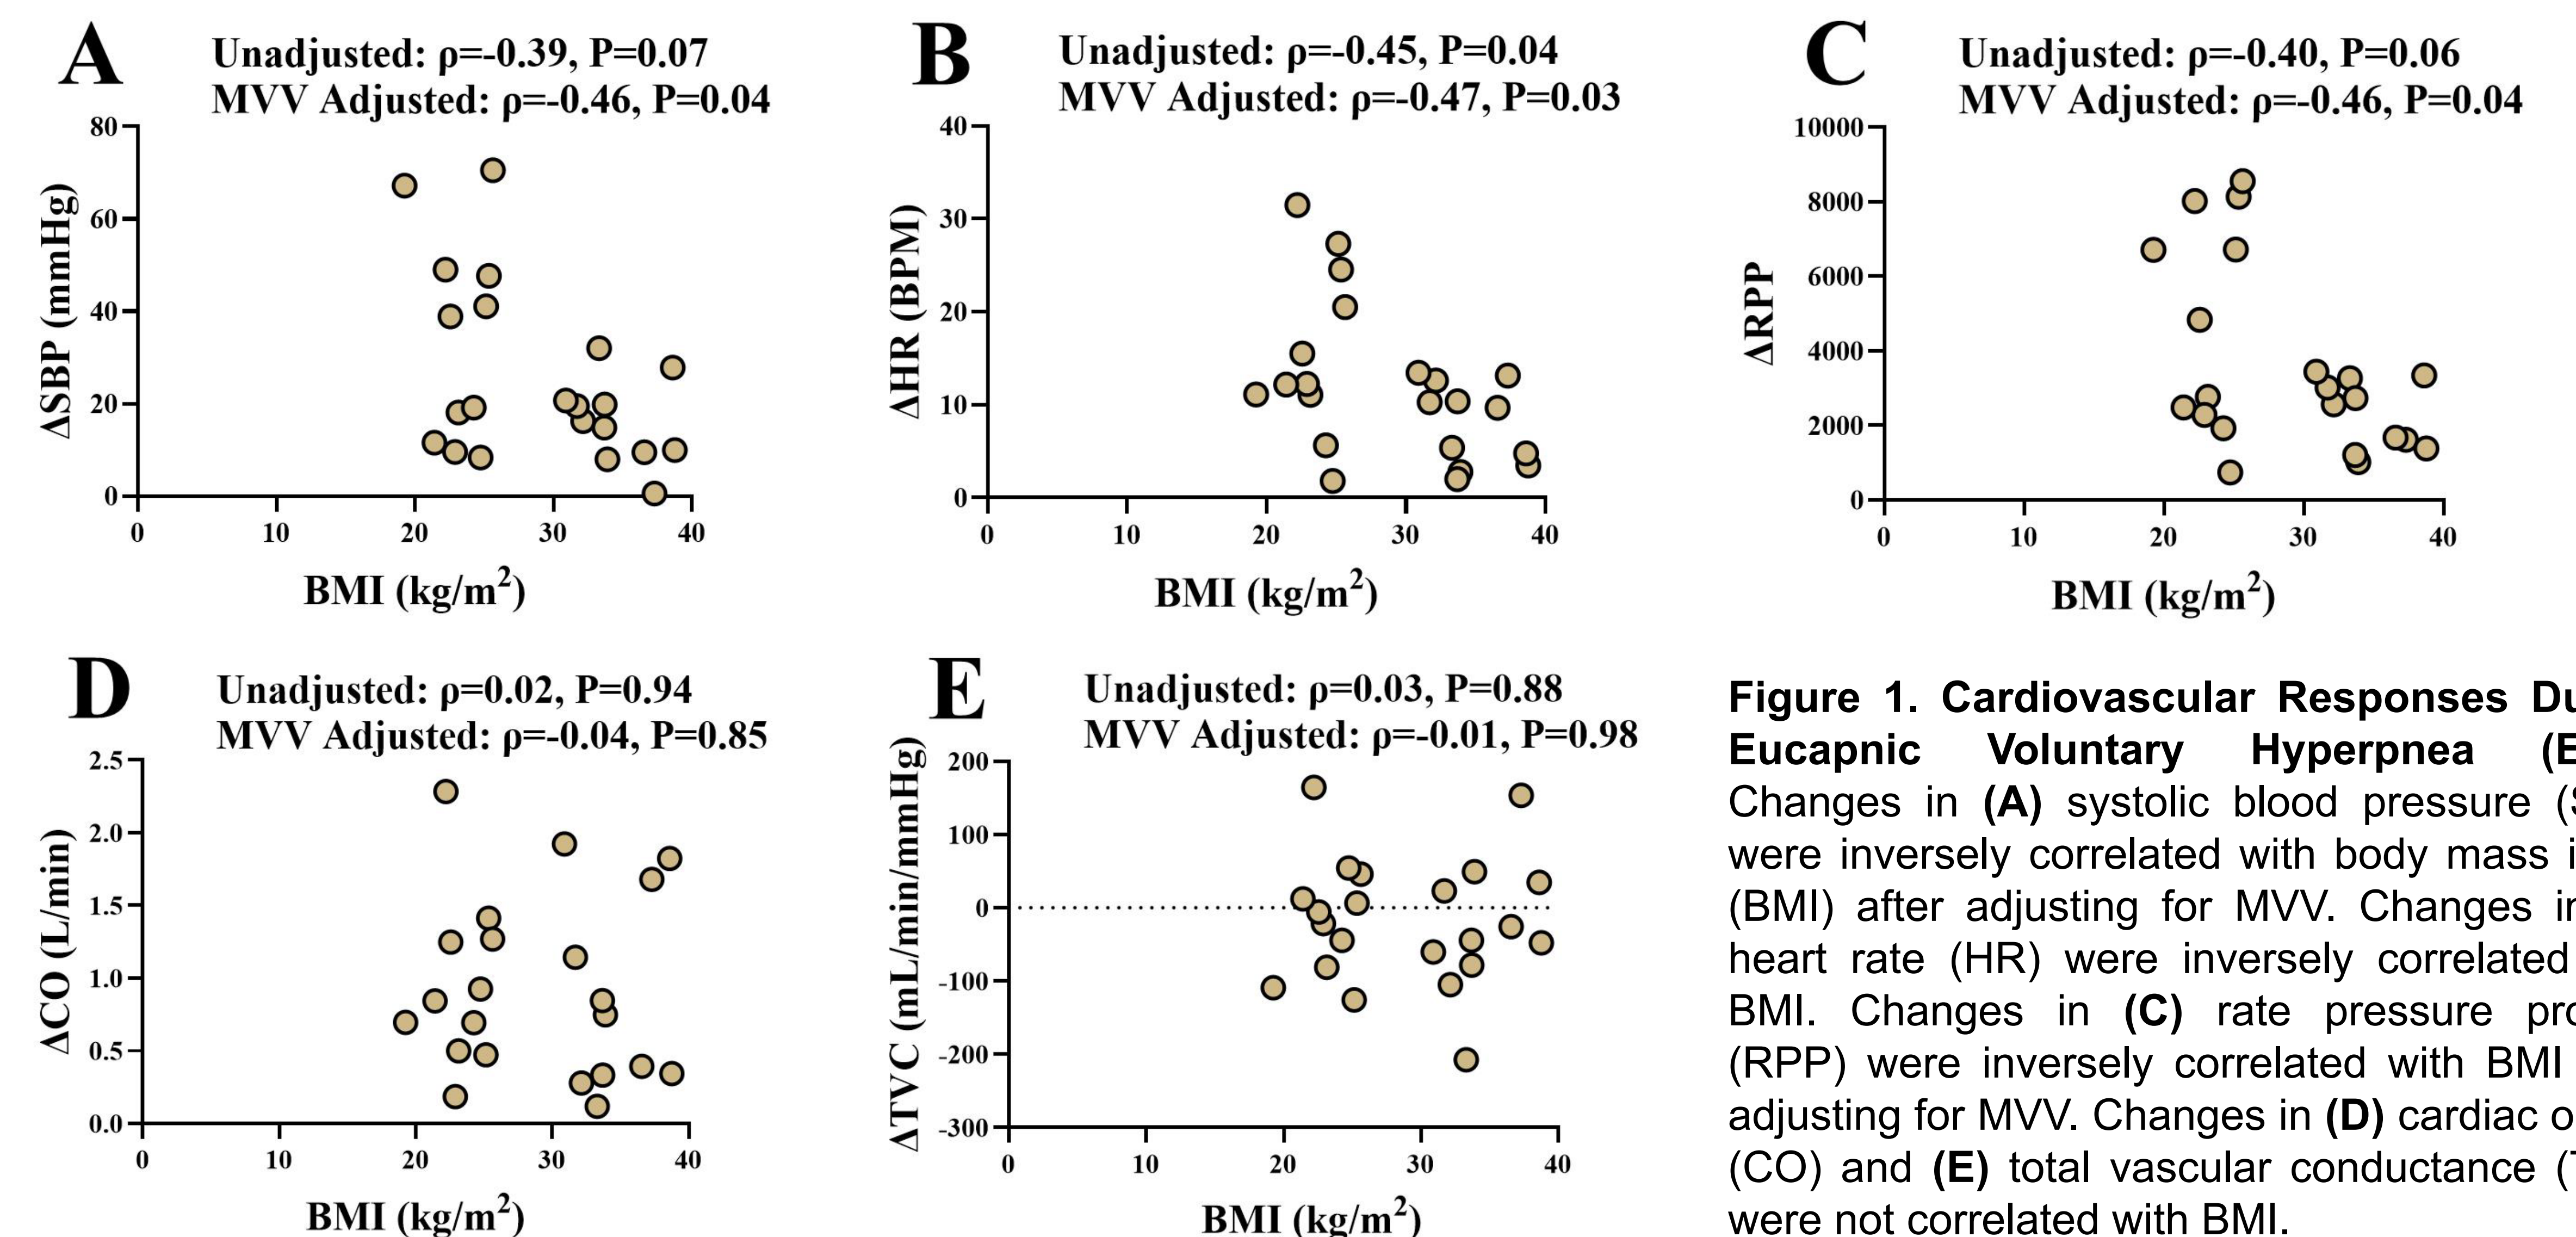 A
Unadjusted: ρ=-0.39, P=0.07
MVV Adjusted: ρ=-0.46, P=0.04
80
60
40
20
0
0 10 20 30 40
ΔSBP (mmHg)
BMI (kg/m²)
B
Unadjusted: ρ=-0.45, P=0.04
MVV Adjusted: ρ=-0.47, P=0.03
40
30
20
10
0
0 10 20 30 40
ΔHR (BPM)
BMI (kg/m²)
C
Unadjusted: ρ=-0.40, P=0.06
MVV Adjusted: ρ=-0.46, P=0.04
10000
8000
6000
4000
2000
0
0 10 20 30 40
ΔRPP
BMI (kg/m²)
D
Unadjusted: ρ=0.02, P=0.94
MVV Adjusted: ρ=-0.04, P=0.85
2.5
2.0
1.5
1.0
0.5
0.0
0 10 20 30 40
ΔCO (L/min)
BMI (kg/m²)
E
Unadjusted: ρ=0.03, P=0.88
MVV Adjusted: ρ=-0.01, P=0.98
200
100
0
-100
-200
-300
0 10 20 30 40
ΔTVC (mL/min/mmHg)
BMI (kg/m²)
Figure 1. Cardiovascular Responses
Eucapnic Voluntary Hyperpnea
Changes in (A) systolic blood pressure
were inversely correlated with body mass
(BMI) after adjusting for MVV. Changes in
heart rate (HR) were inversely correlated
BMI. Changes in (C) rate pressure
(RPP) were inversely correlated with BMI
adjusting for MVV. Changes in (D) cardiac
(CO) and (E) total vascular conductance
were not correlated with BMI.